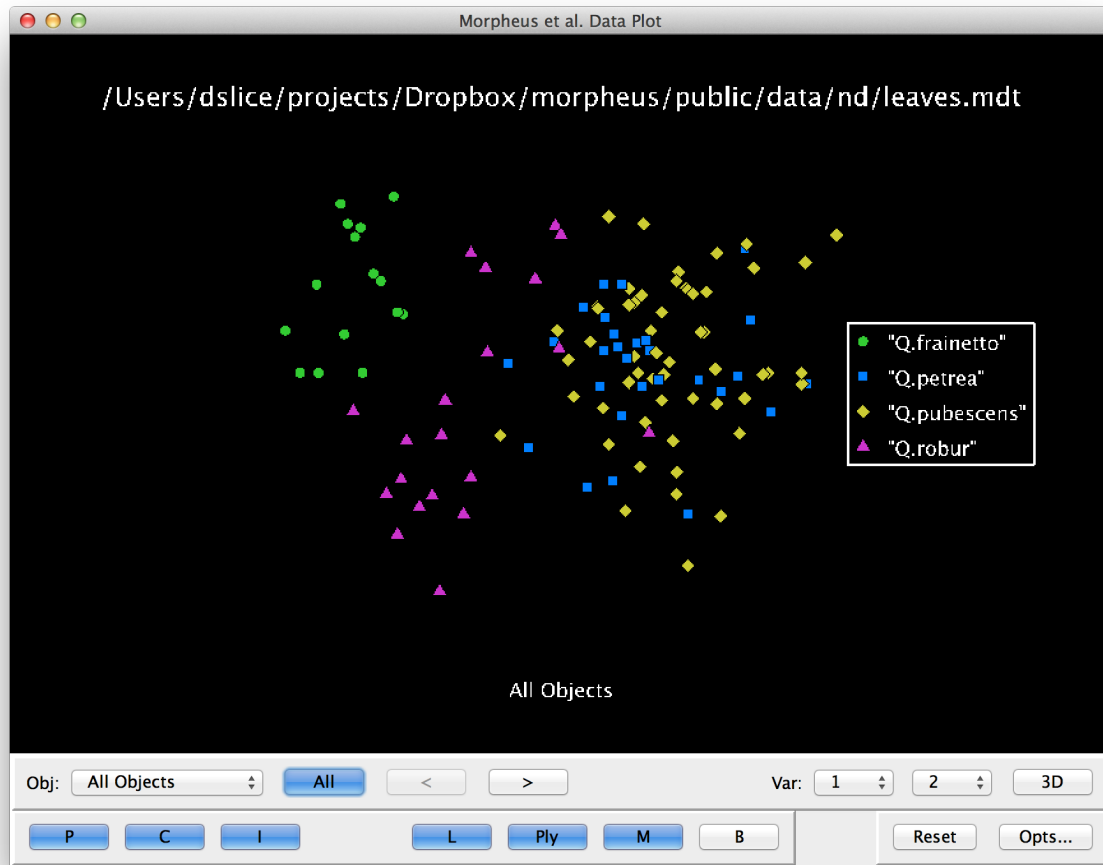 Morpheus et al. Data Plot
/Users/dslice/projects/Dropbox/morpheus/public/data/nd/leaves.mdt
"Q.frainetto"
"Q.petrea"
"Q.pubescens"
"Q.robur"
All Objects
Obj: All Objects All < > Var: 1 2 3D
P C I L Ply M B Reset Opts...